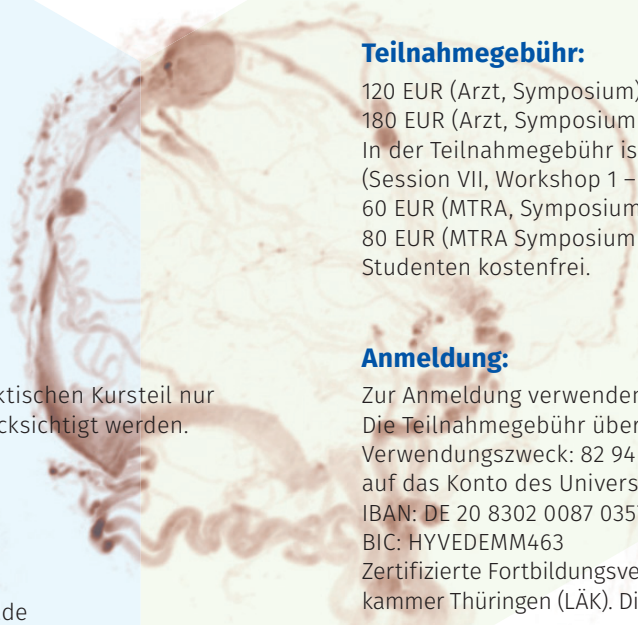 ktischen Kursteil nur
cksichtigt werden.
de
Teilnahmegebühr:
120 EUR (Arzt, Symposium)
180 EUR (Arzt, Symposium
In der Teilnahmegebühr is
(Session VII, Workshop 1 –
60 EUR (MTRA, Symposium
80 EUR (MTRA Symposium
Studenten kostenfrei.
Anmeldung:
Zur Anmeldung verwenden
Die Teilnahmegebühr über
Verwendungszweck: 82 94
auf das Konto des Univers
IBAN: DE 20 8302 0087 035
BIC: HYVEDEMM463
Zertifizierte Fortbildungsve
kammer Thüringen (LÄK). Di